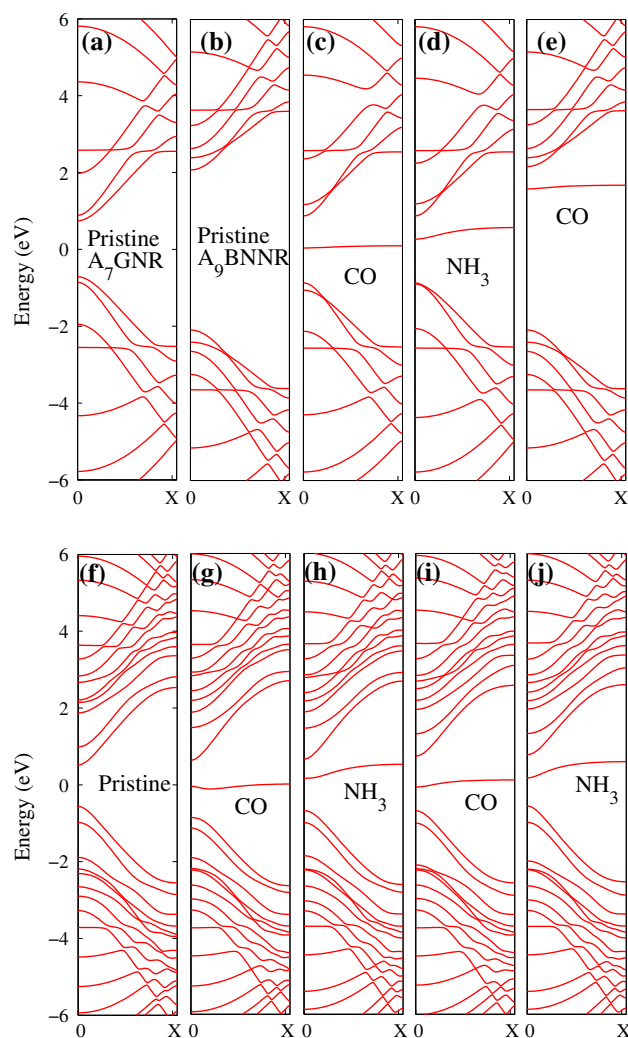 (a) (b) (c) (d) (e)
6
4
2
0
−2
−4
−6
Energy (eV)
Pristine
A7GNR
Pristine
A9BNNR
CO
NH3
CO
0 X 0 X 0 X 0 X 0 X
(f) (g) (h) (i) (j)
6
4
2
0
−2
−4
−6
Energy (eV)
Pristine
CO
NH3
CO
NH3
0 X 0 X 0 X 0 X 0 X